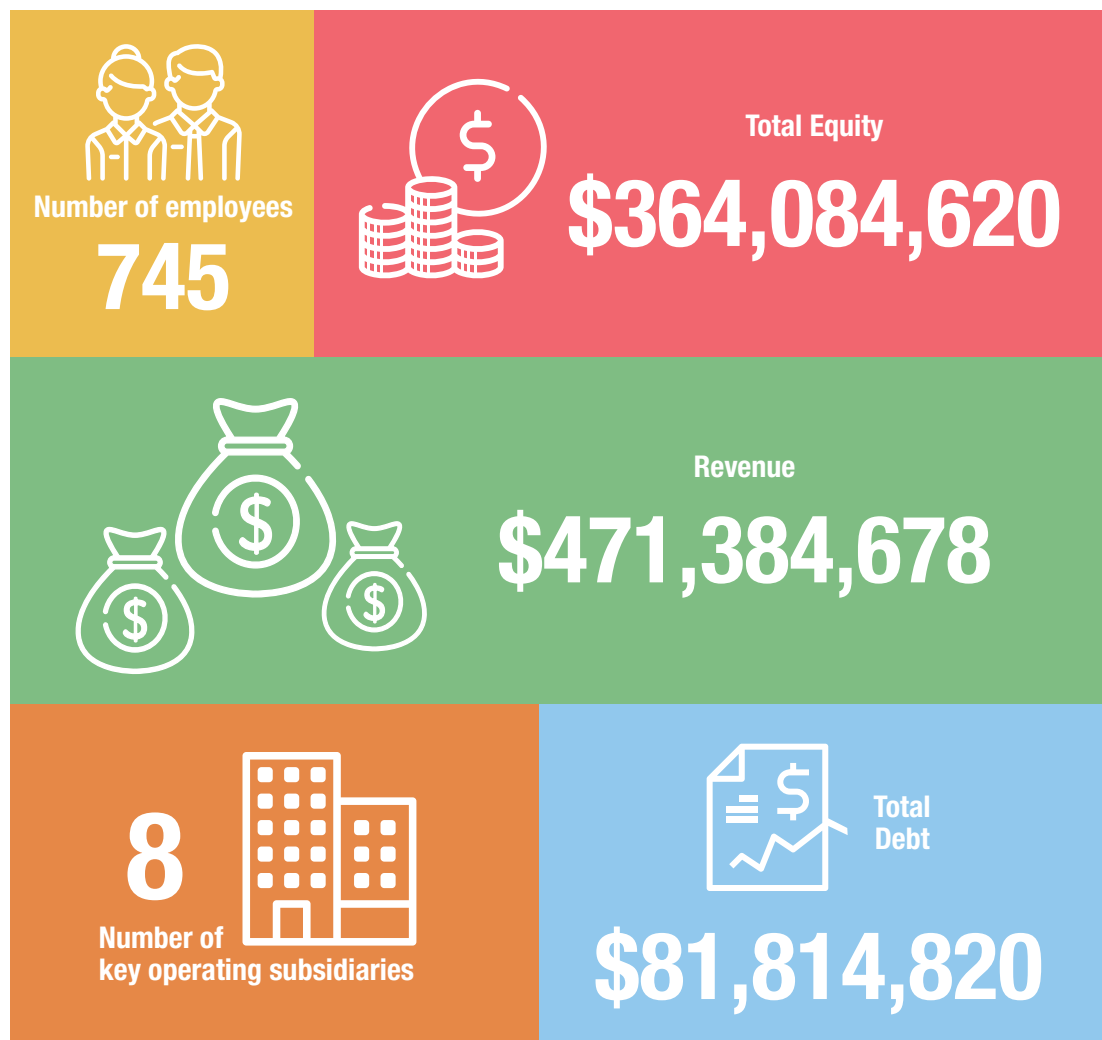 Number of employees
745
Total Equity
$364,084,620
Revenue
$471,384,678
8
Number of
key operating subsidiaries
Total
Debt
$81,814,820